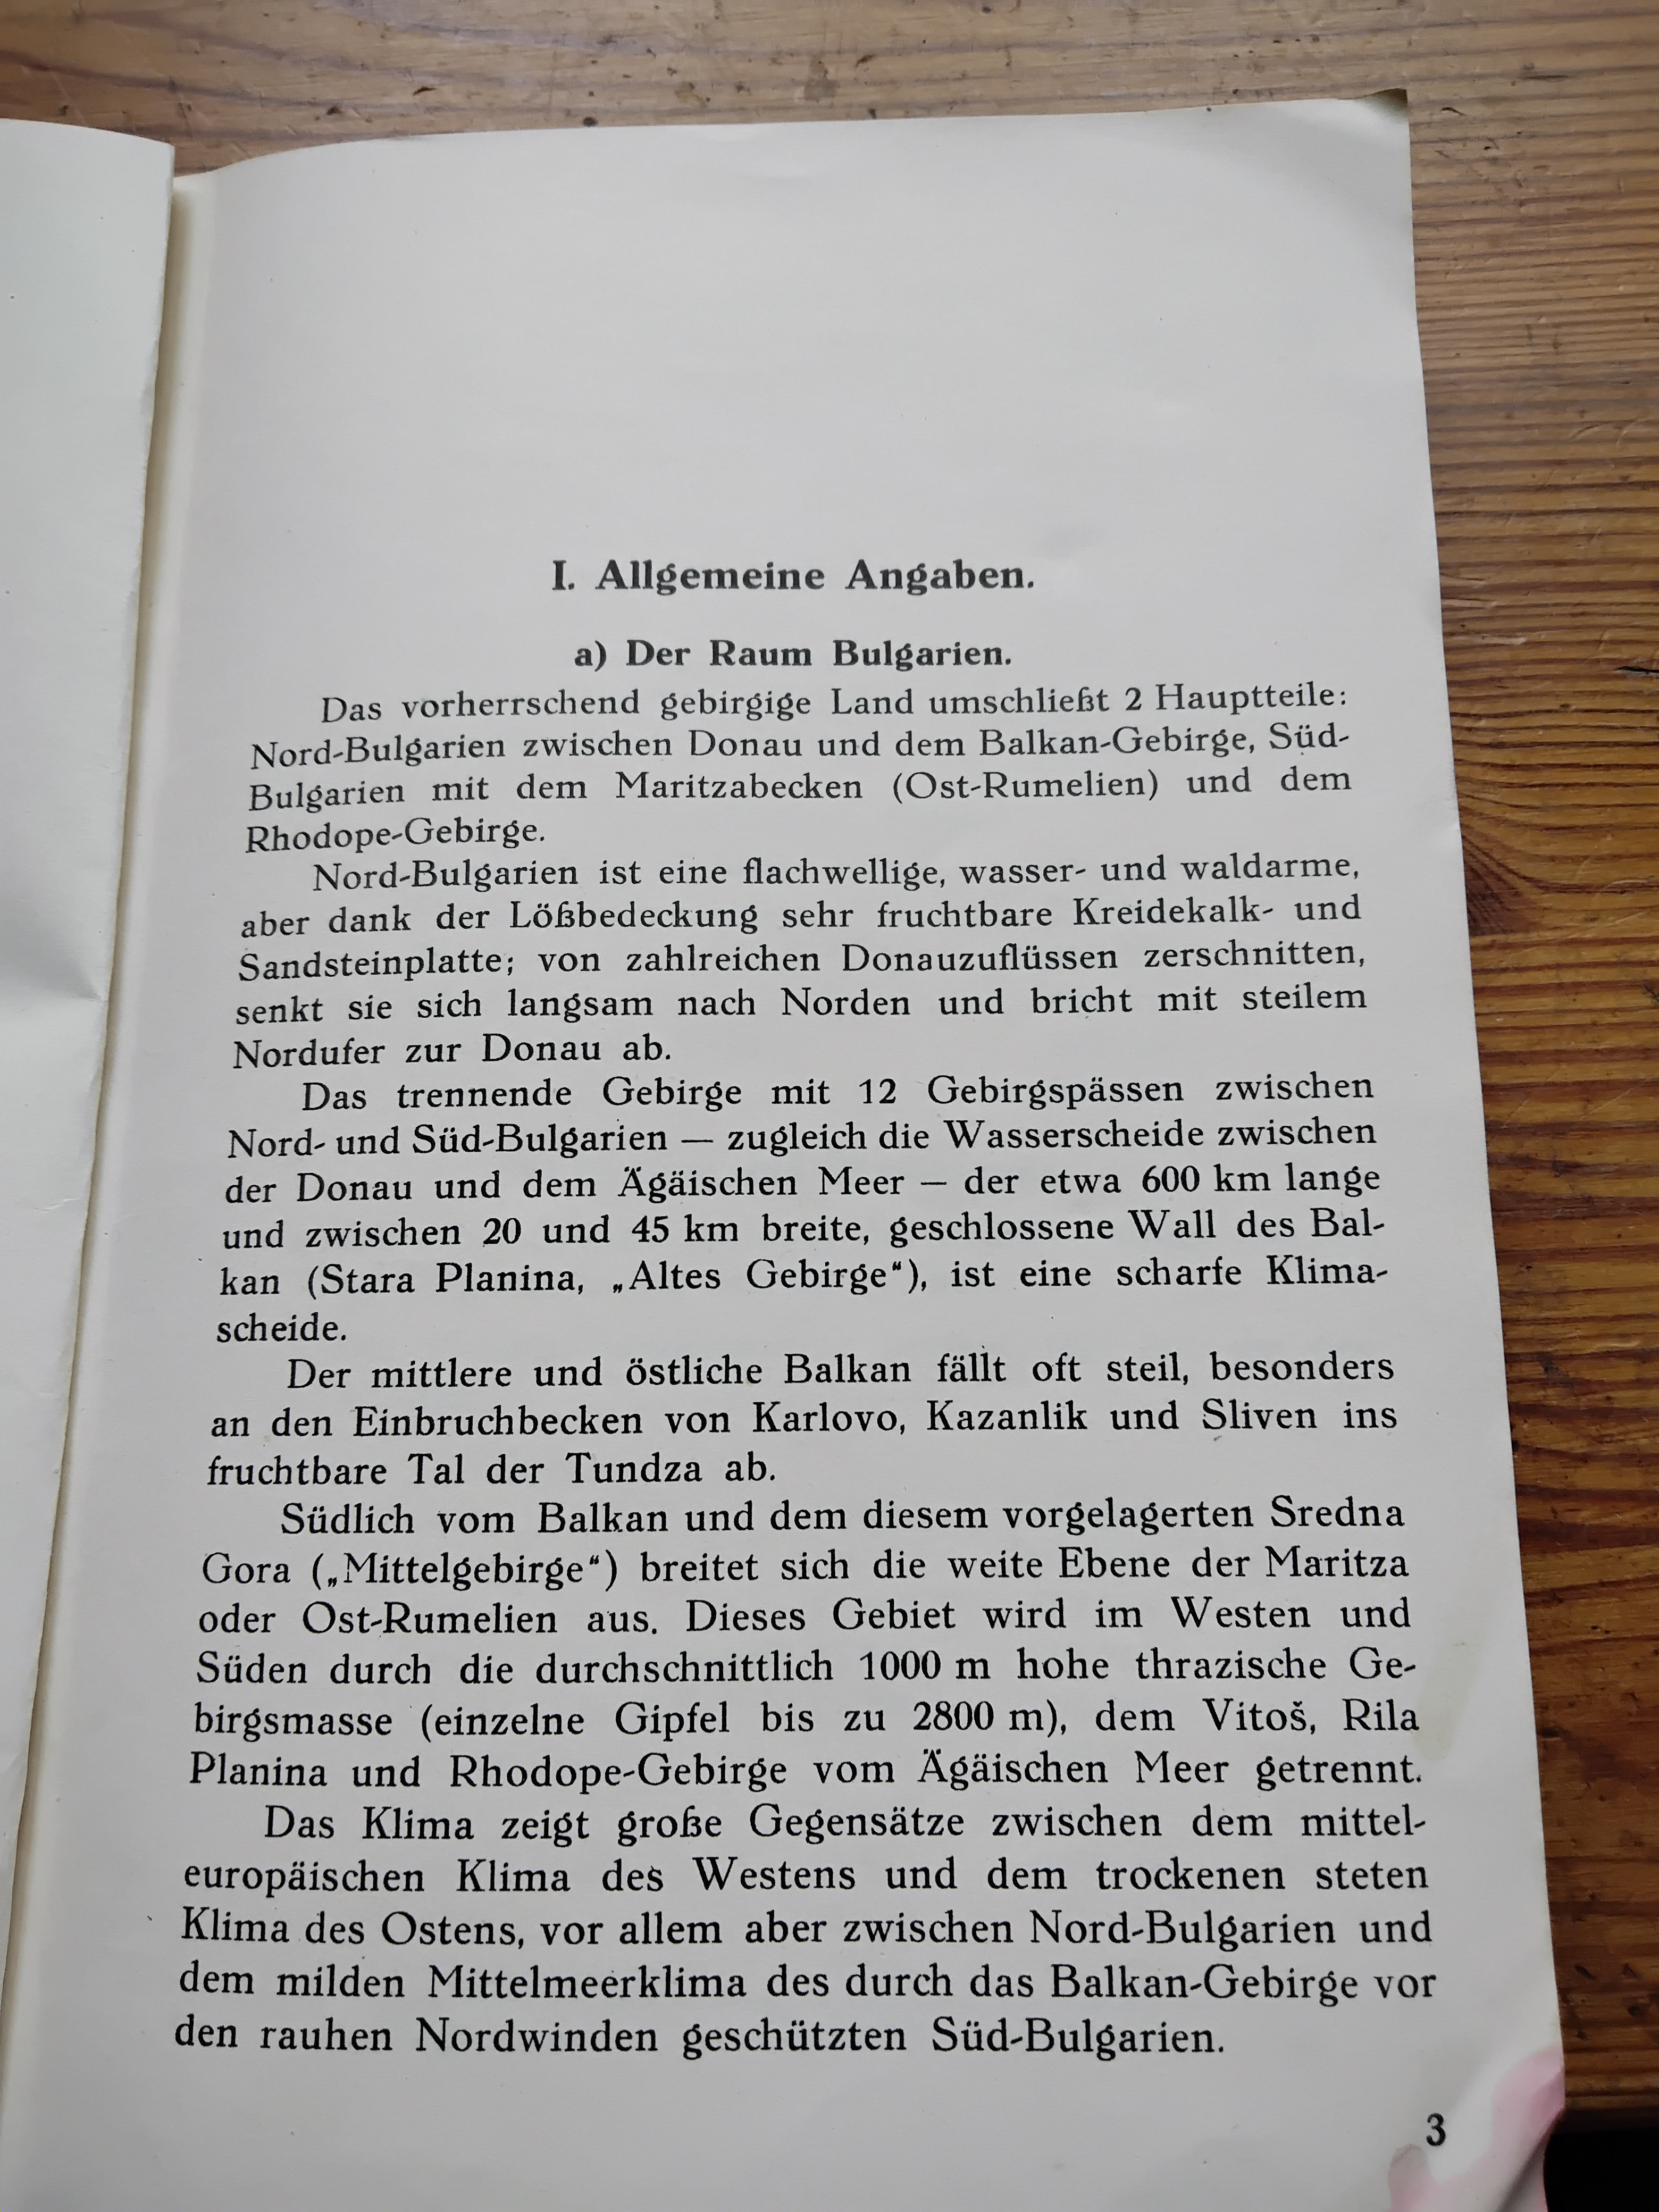 I. Allgemeine Angaben.
a) Der Raum Bulgarien.
Das vorherrschend gebirgige Land umschließt 2 Hauptteile:
Nord-Bulgarien zwischen Donau und dem Balkan-Gebirge, Süd-
Bulgarien mit dem Maritzabecken (Ost-Rumelien) und dem
Rhodope-Gebirge.
Nord-Bulgarien ist eine flachwellige, wasser- und waldarme,
aber dank der Lößbedeckung sehr fruchtbare Kreidekalk- und
Sandsteinplatte; von zahlreichen Donauzuflüssen zerschnitten,
senkt sie sich langsam nach Norden und bricht mit steilem
Nordufer zur Donau ab.
Das trennende Gebirge mit 12 Gebirgspässen zwischen
Nord- und Süd-Bulgarien — zugleich die Wasserscheide zwischen
der Donau und dem Ägäischen Meer — der etwa 600 km lange
und zwischen 20 und 45 km breite, geschlossene Wall des Bal-
kan (Stara Planina, „Altes Gebirge“), ist eine scharfe Klima-
scheide.
Der mittlere und östliche Balkan fällt oft steil, besonders
an den Einbruchbecken von Karlovo, Kazanlik und Sliven ins
fruchtbare Tal der Tundza ab.
Südlich vom Balkan und dem diesem vorgelagerten Sredna
Gora („Mittelgebirge“) breitet sich die weite Ebene der Maritza
oder Ost-Rumelien aus. Dieses Gebiet wird im Westen und
Süden durch die durchschnittlich 1000 m hohe thrazische Ge-
birgsmasse (einzelne Gipfel bis zu 2800 m), dem Vitoš, Rila
Planina und Rhodope-Gebirge vom Ägäischen Meer getrennt.
Das Klima zeigt große Gegensätze zwischen dem mittel-
europäischen Klima des Westens und dem trockenen steten
Klima des Ostens, vor allem aber zwischen Nord-Bulgarien und
dem milden Mittelmeerklima des durch das Balkan-Gebirge vor
den rauhen Nordwinden geschützten Süd-Bulgarien.
3